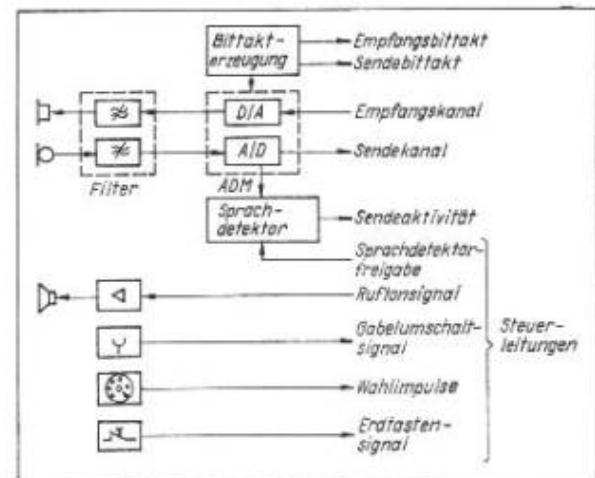 Bittakt-
erzeugung
Empfangsbittakt
Sendebittakt
D/A
Empfangskanal
A/D
Sendekanal
Filter
ADM
Sprach-
detektor
Sendeaktivität
Sprachdetektor-
freigabe
Ruftonsignal
Gabelumschalt-
signal
Steuer-
leitungen
Wahlimpulse
Erdtasten-
signal